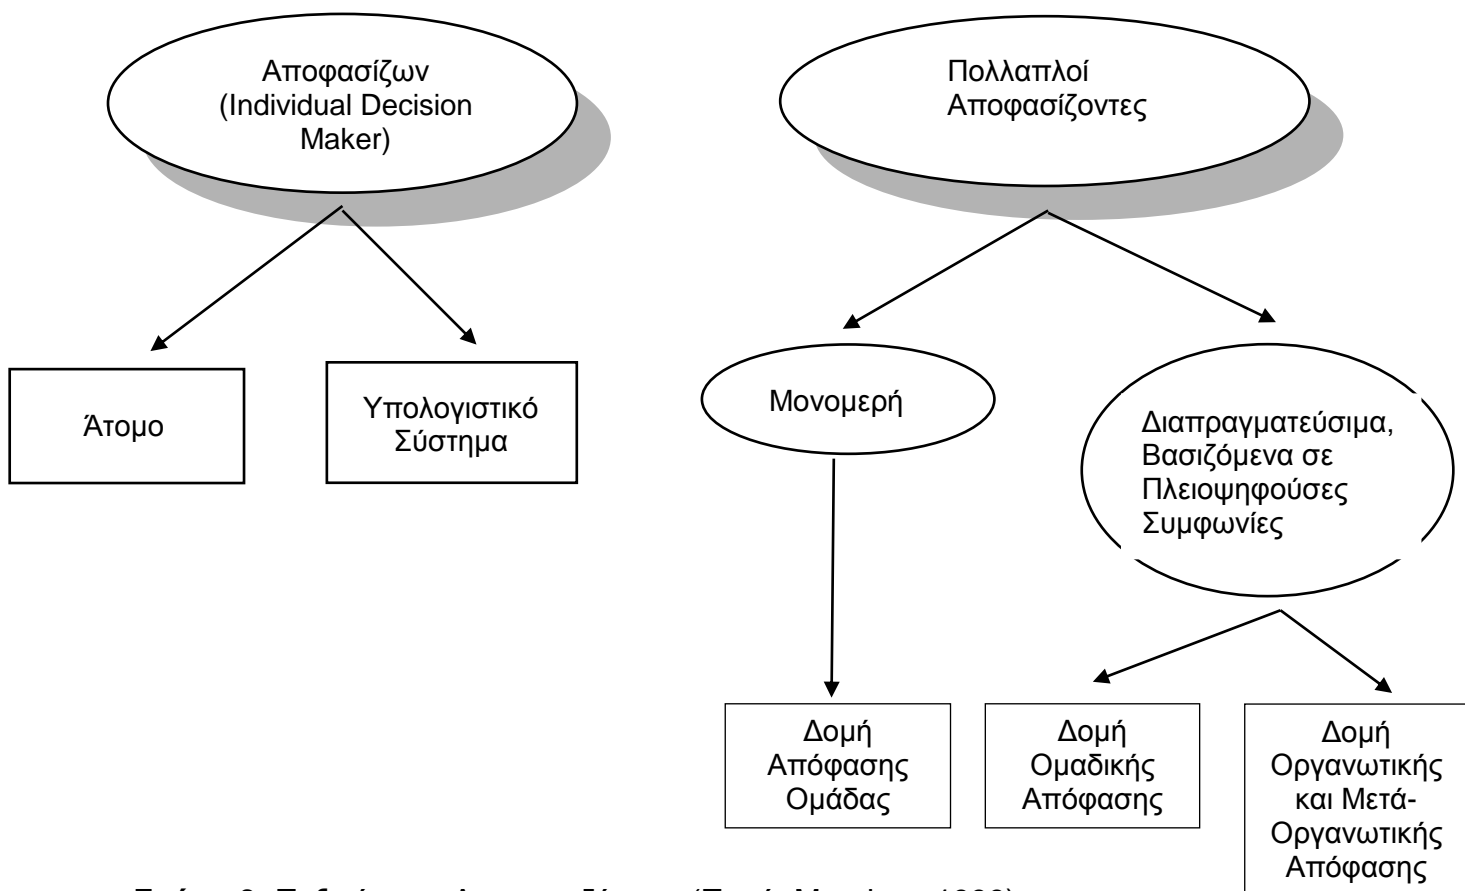 Αποφασίζων
(Individual Decision
Maker)
Πολλαπλοί
Αποφασίζοντες
Άτομο
Υπολογιστικό
Σύστημα
Μονομερή
Διαπραγματεύσιμα,
Βασιζόμενα σε
Πλειοψηφούσες
Συμφωνίες
Δομή
Απόφασης
Ομάδας
Δομή
Ομαδικής
Απόφασης
Δομή
Οργανωτικής
και Μετά-
Οργανωτικής
Απόφασης